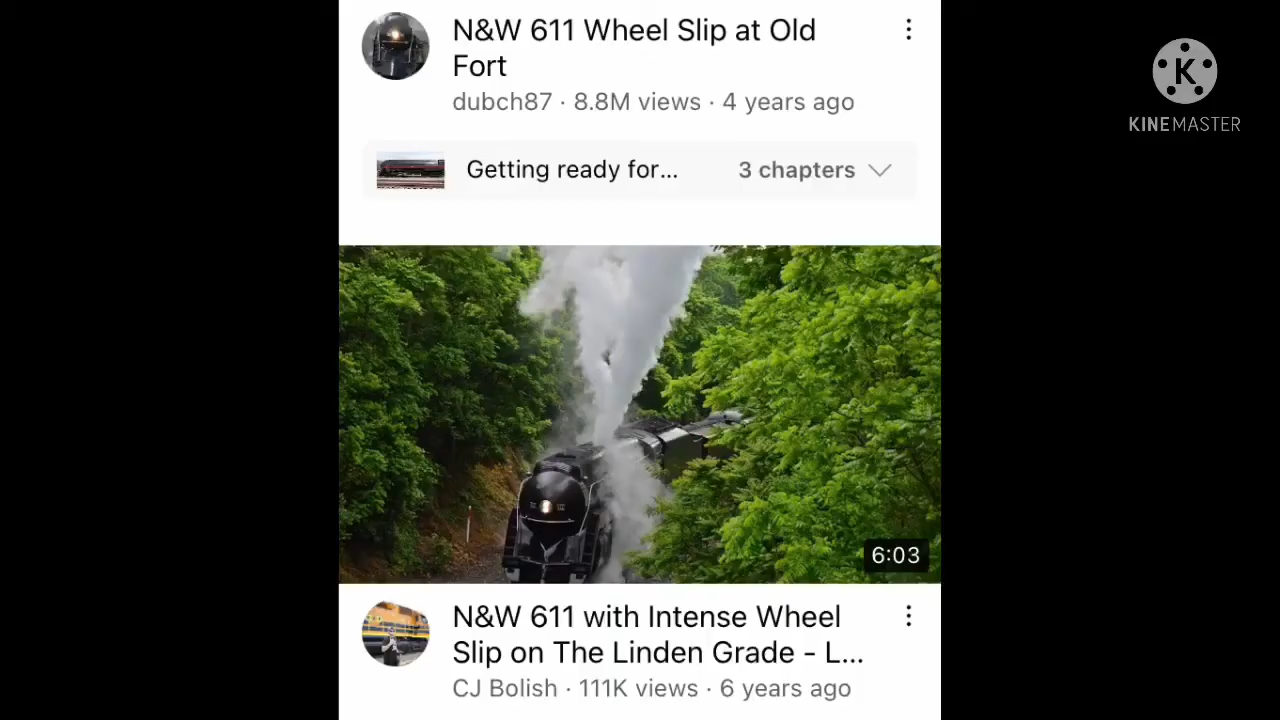 N&W 611 Wheel Slip at Old
Fort
dubch87 · 8.8M views · 4 years ago
Getting ready for...
3 chapters
6:03
N&W 611 with Intense Wheel
Slip on The Linden Grade - L...
CJ Bolish · 111K views · 6 years ago
K
KINEMASTER